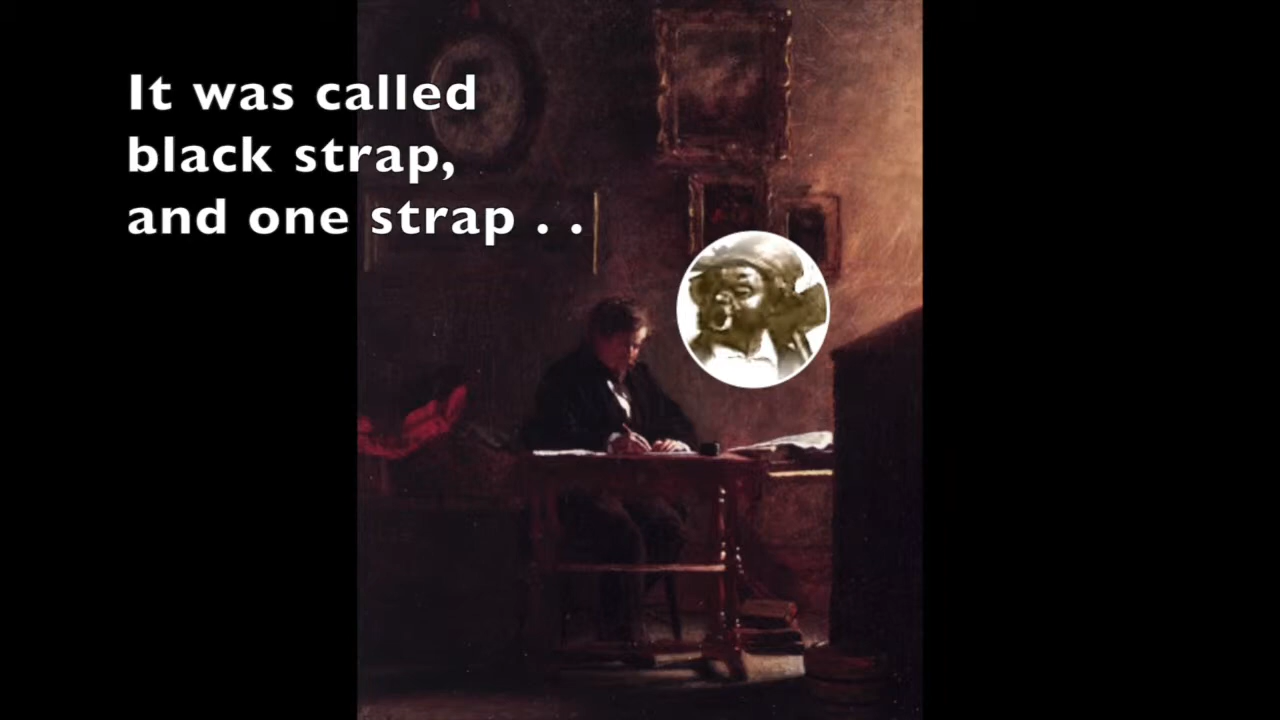 It was called
black strap,
and one strap . .